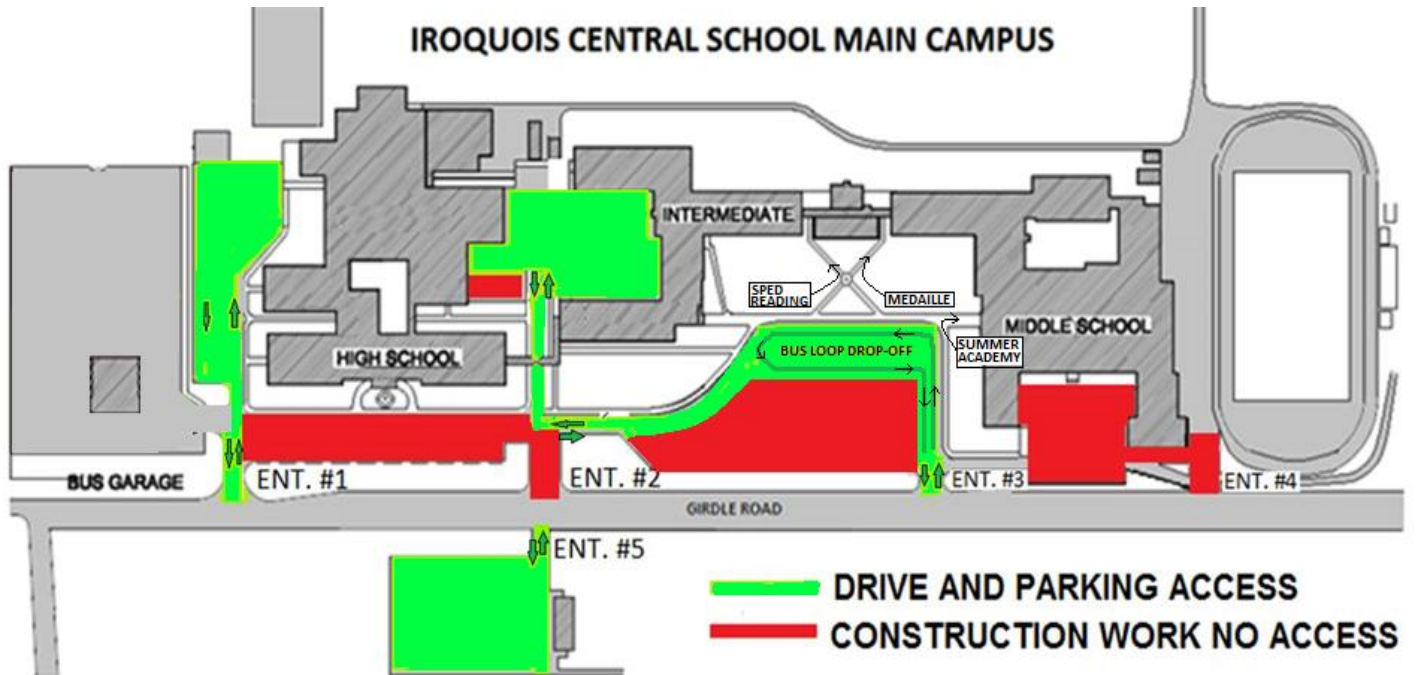 IROQUOIS CENTRAL SCHOOL MAIN CAMPUS
INTERMEDIATE
SPED
READING
MEDAILLE
MIDDLE SCHOOL
SUMMER
ACADEMY
BUS LOOP DROP-OFF
HIGH SCHOOL
BUS GARAGE
ENT. #1
ENT. #2
ENT. #3
ENT. #4
GIRDLE ROAD
ENT. #5
DRIVE AND PARKING ACCESS
CONSTRUCTION WORK NO ACCESS